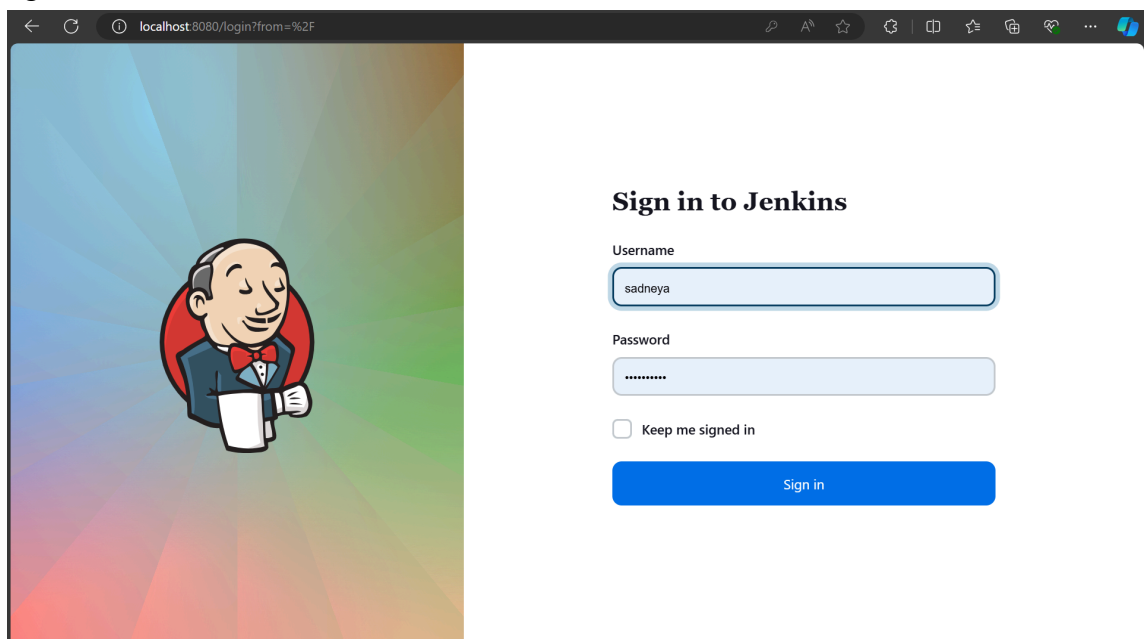 localhost:8080/login?from=%2F
Sign in to Jenkins
Username
sadneya
Password
••••••••••
Keep me signed in
Sign in